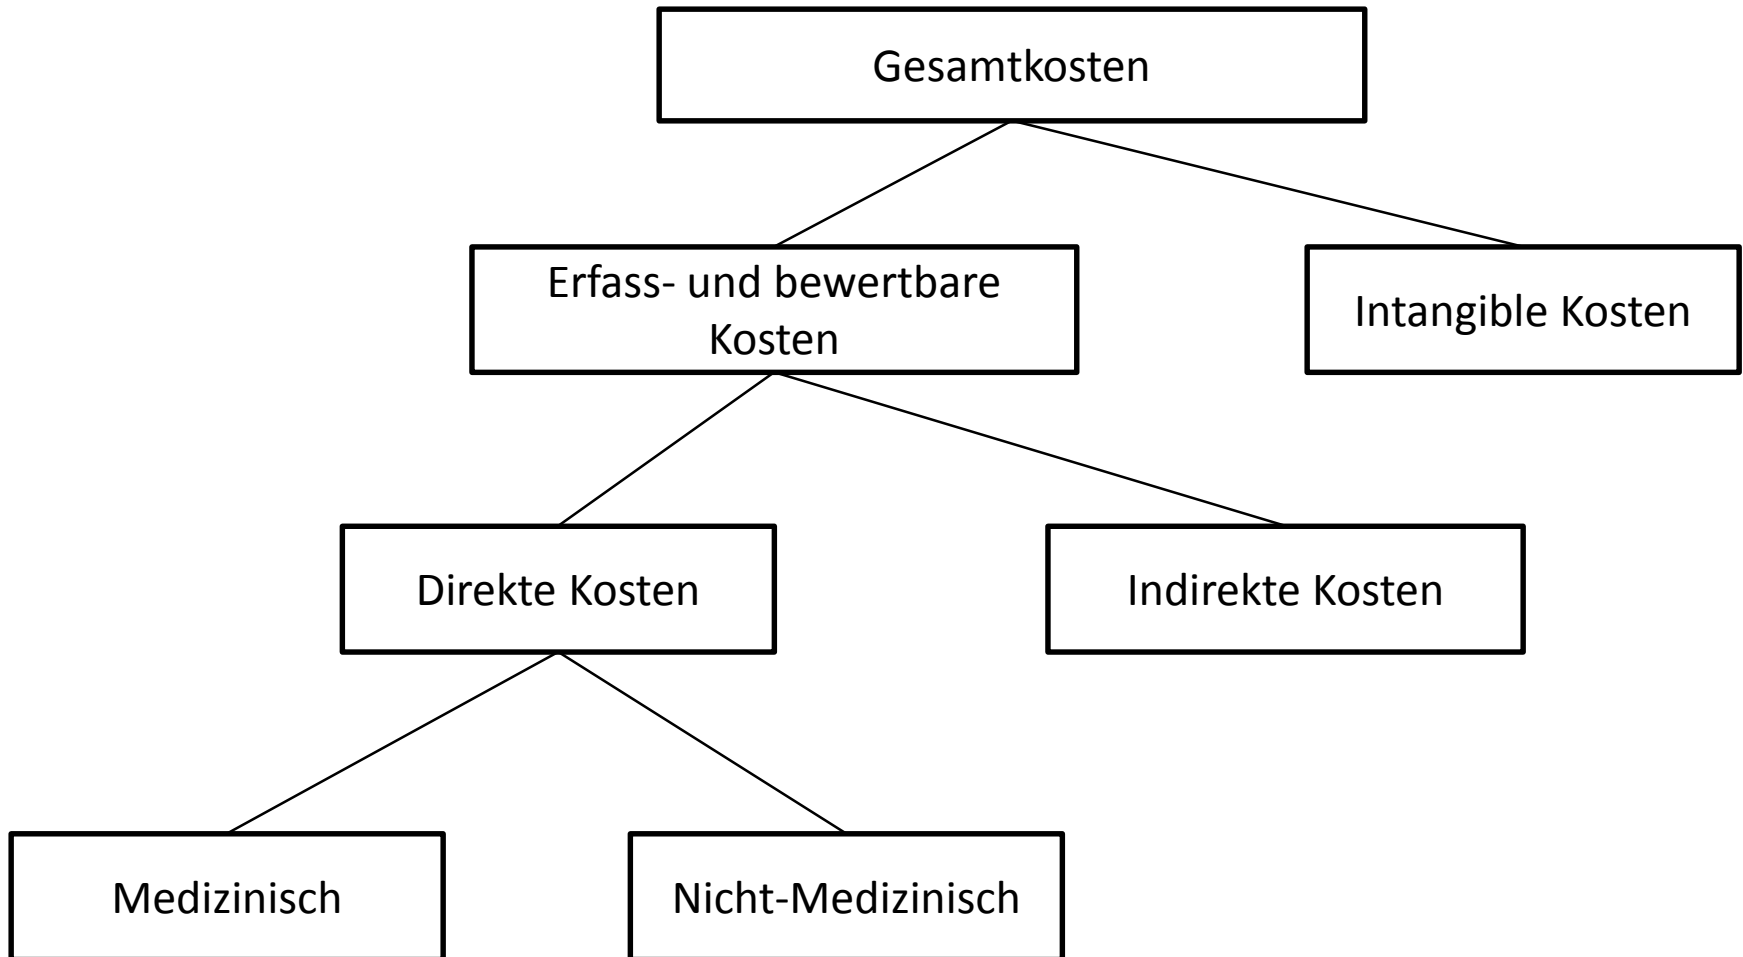 Gesamtkosten
Erfass- und bewertbare
Kosten
Intangible Kosten
Direkte Kosten
Indirekte Kosten
Medizinisch
Nicht-Medizinisch